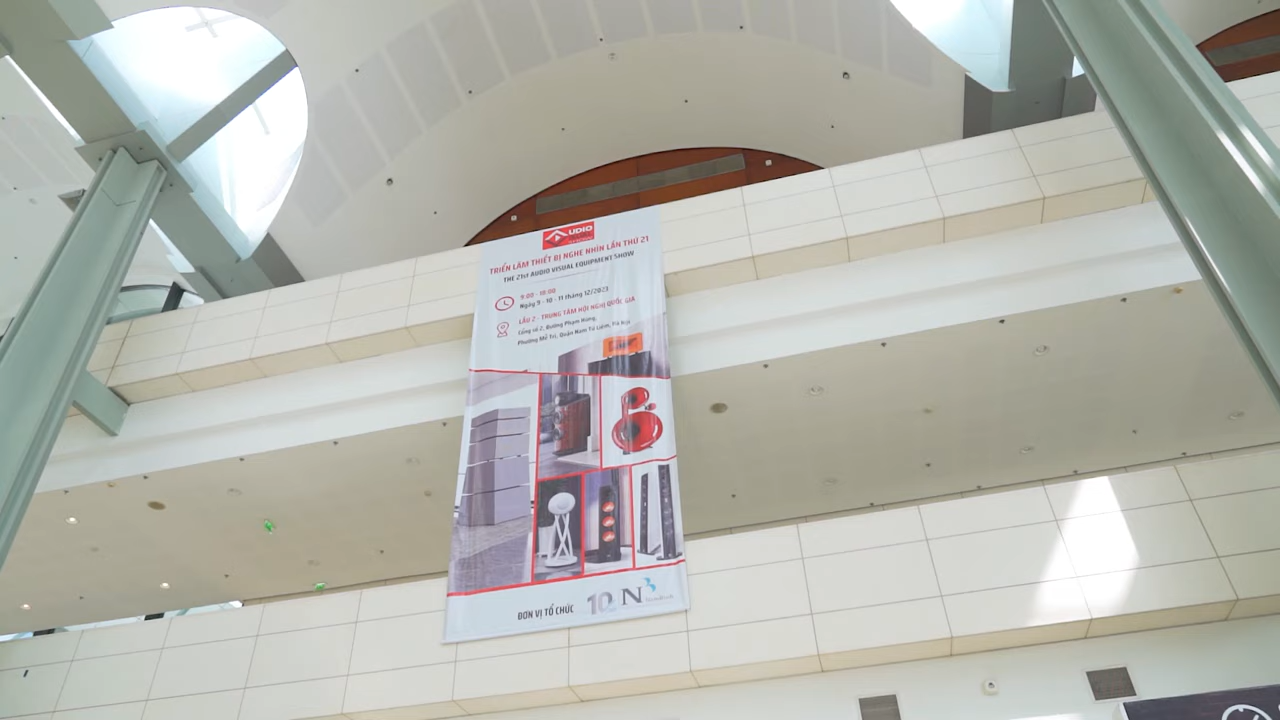 AUDIO
TRIỂN LÃM THIẾT BỊ NGHE NHÌN LẦN THỨ 21
THE 21st AUDIO VISUAL EQUIPMENT SHOW
9:00 - 18:00
Ngày 9 - 10 - 11 tháng 12/2023
LẦU 2 - TRUNG TÂM HỘI NGHỊ QUỐC GIA
Cổng số 2, Đường Phạm Hùng,
Phường Mễ Trì, Quận Nam Từ Liêm, Hà Nội
ĐƠN VỊ TỔ CHỨC
10
N